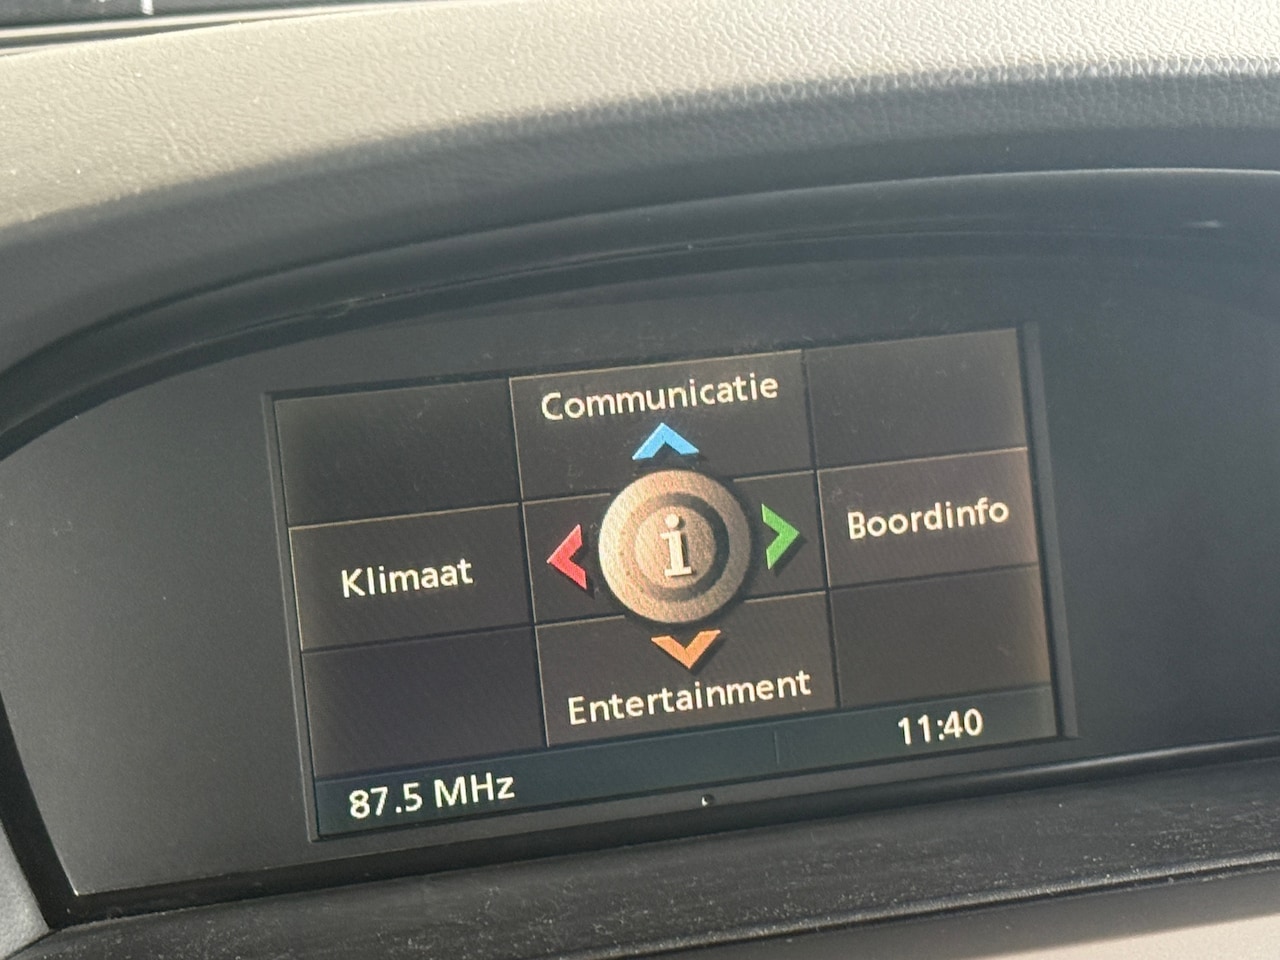 Communicatie
Klimaat
i
Boordinfo
Entertainment
87.5 MHz
11:40